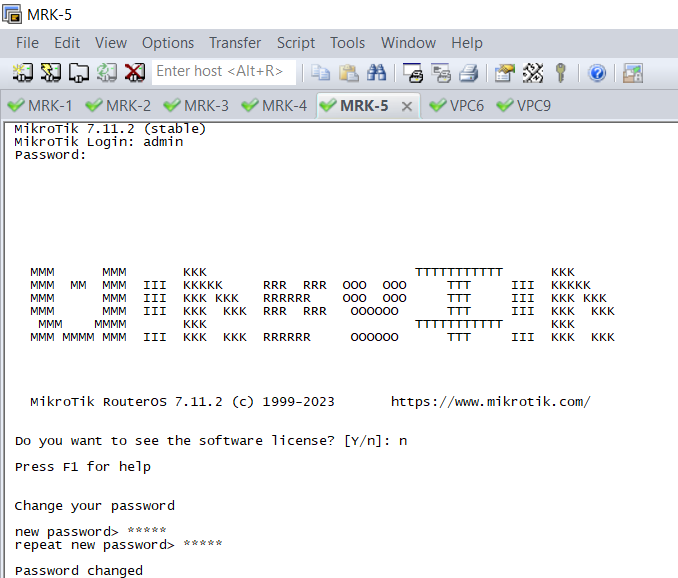 MRK-5
File Edit View Options Transfer Script Tools Window Help
Enter host <Alt+R>
MRK-1 MRK-2 MRK-3 MRK-4 MRK-5 × VPC6 VPC9
MikroTik 7.11.2 (stable)
MikroTik Login: admin
Password:
MMM      MMM       KKK                          TTTTTTTTTTT      KKK
MMM  MM  MMM  III  KKKKK     RRR  RRR  OOO  OOO     TTT     III  KKKKK
MMM      MMM  III  KKK KKK   RRRRRR    OOO  OOO     TTT     III  KKK KKK
MMM      MMM  III  KKK  KKK  RRR  RRR   OOOOOO      TTT     III  KKK  KKK
MMM    MMMM       KKK                          TTTTTTTTTTT      KKK
MMM MMMM MMM  III  KKK  KKK  RRRRRR     OOOOOO      TTT     III  KKK  KKK
MikroTik RouterOS 7.11.2 (c) 1999-2023       https://www.mikrotik.com/
Do you want to see the software license? [Y/n]: n
Press F1 for help
Change your password
new password> *****
repeat new password> *****
Password changed